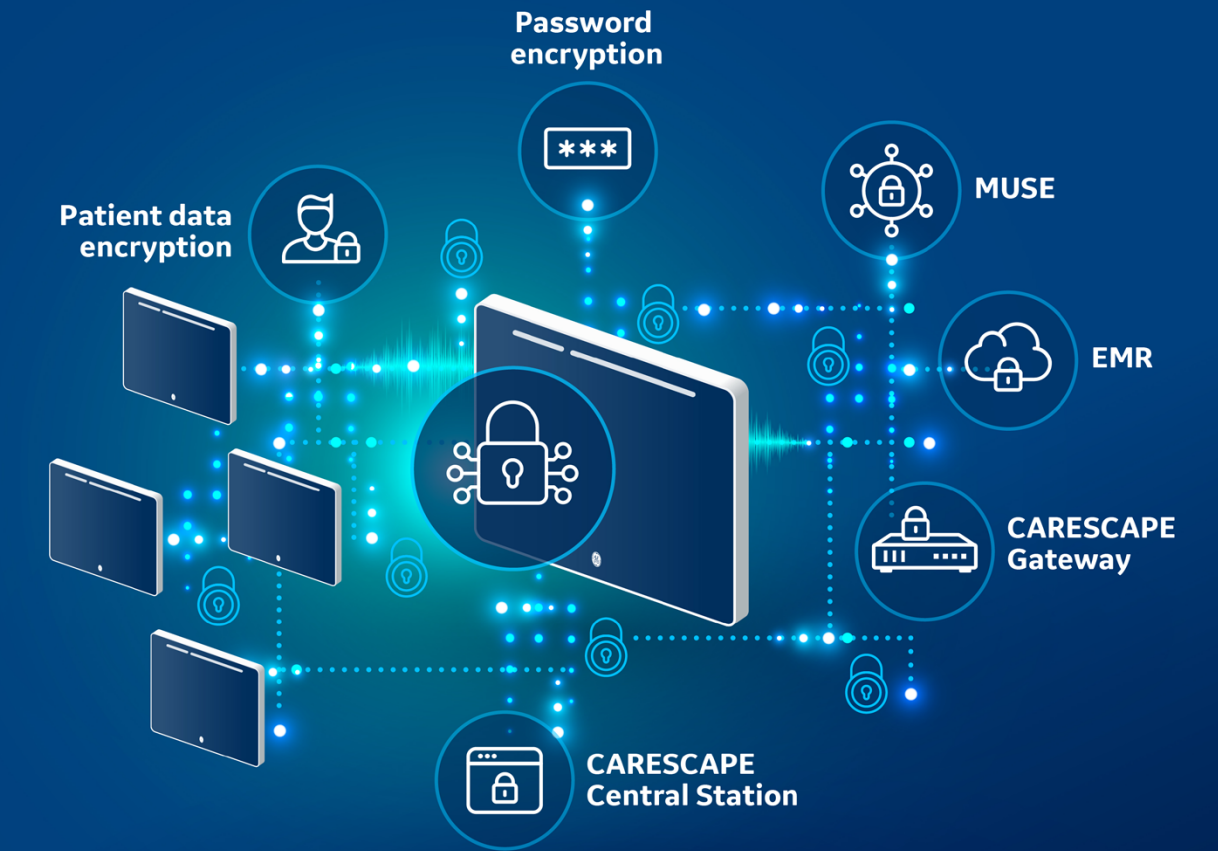 Password
encryption
***
MUSE
Patient data
encryption
EMR
CARESCAPE
Gateway
CARESCAPE
Central Station